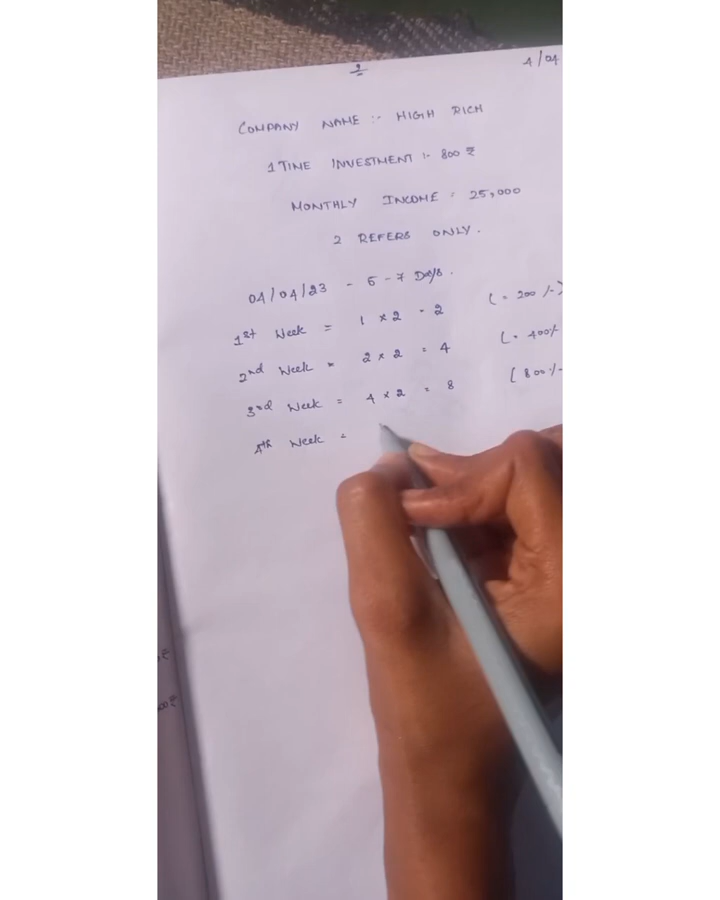 4/04
COMPANY NAME :- HIGH RICH
1 TIME INVESTMENT :- 800 ₹
MONTHLY INCOME = 25,000
2 REFERS ONLY.
04/04/23 - 5-7 Days.
1st Week = 1 × 2 = 2 (= 200 /-)
2nd Week = 2 × 2 = 4 (= 400/-
3rd Week = 4 × 2 = 8 ( 800/-
4th Week =